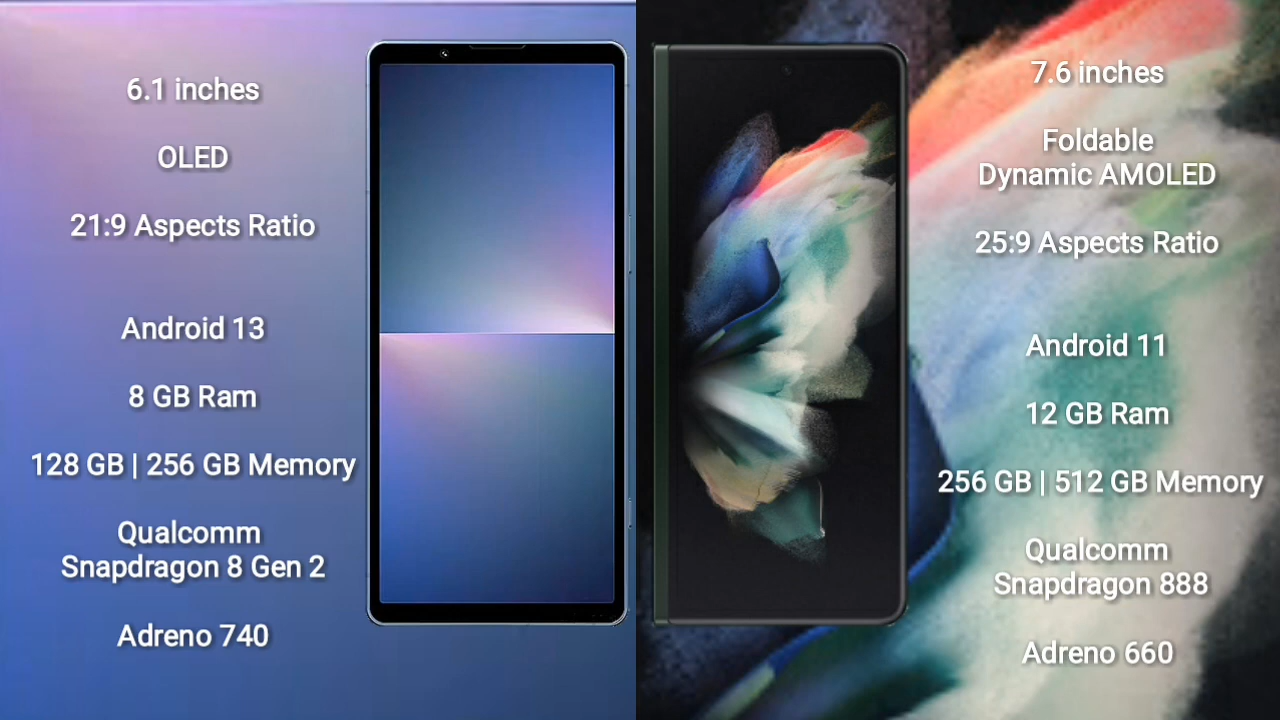 6.1 inches
OLED
21:9 Aspects Ratio
Android 13
8 GB Ram
128 GB | 256 GB Memory
Qualcomm
Snapdragon 8 Gen 2
Adreno 740
7.6 inches
Foldable
Dynamic AMOLED
25:9 Aspects Ratio
Android 11
12 GB Ram
256 GB | 512 GB Memory
Qualcomm
Snapdragon 888
Adreno 660